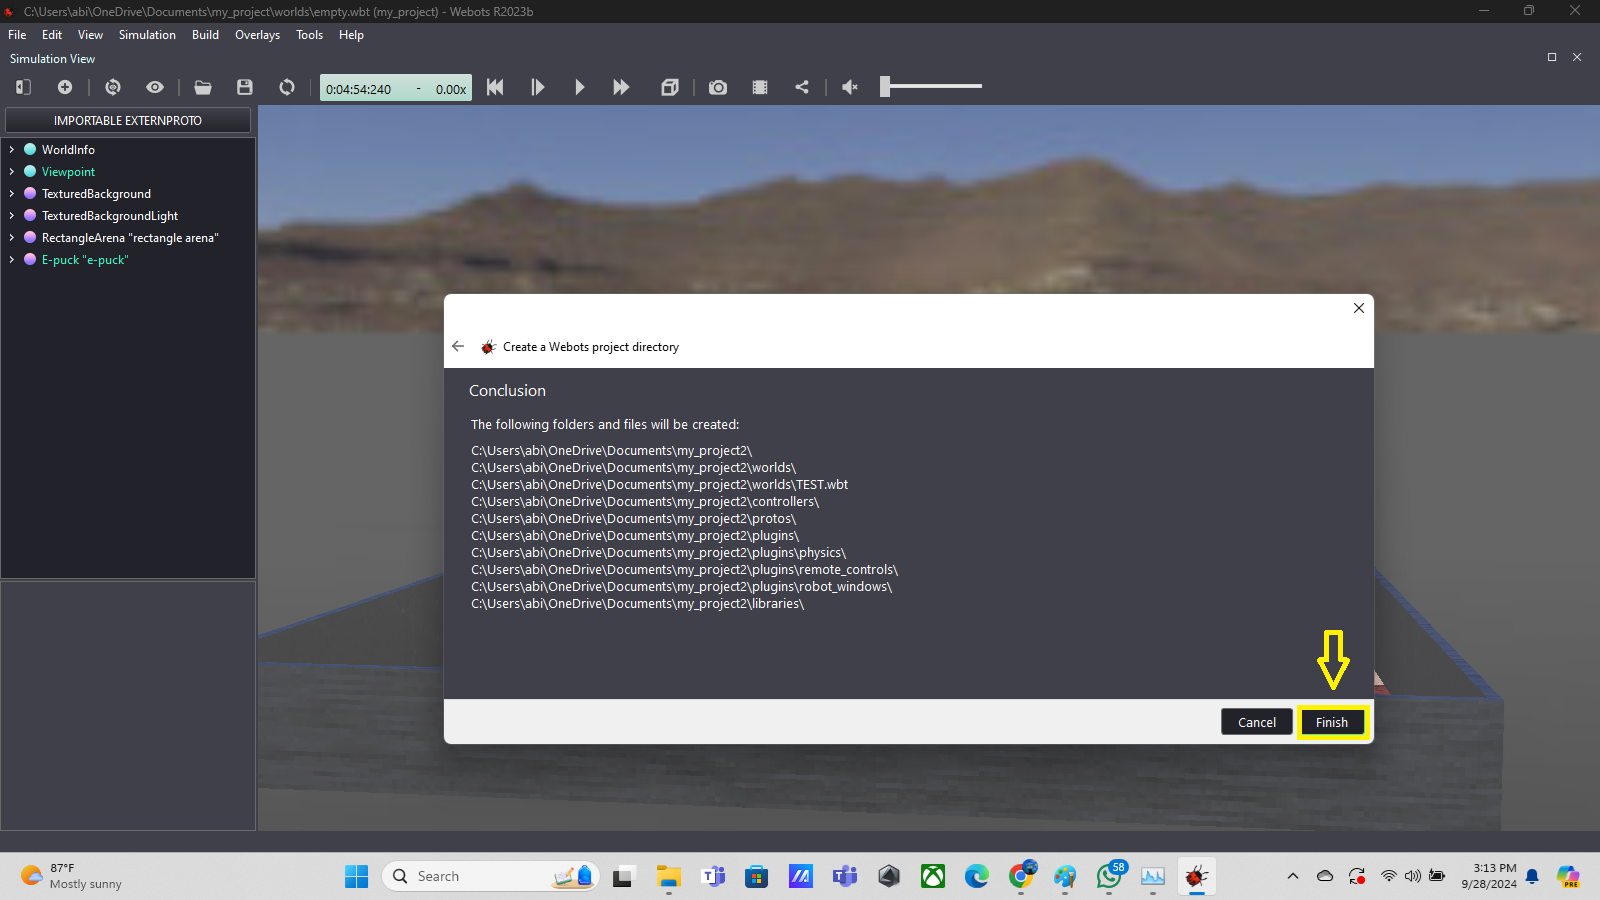 C:\Users\abi\OneDrive\Documents\my_project\worlds\empty.wbt (my_project) - Webots R2023b
File Edit View Simulation Build Overlays Tools Help
Simulation View
0:04:54:240 - 0.00x
IMPORTABLE EXTERNPROTO
WorldInfo
Viewpoint
TexturedBackground
TexturedBackgroundLight
RectangleArena "rectangle arena"
E-puck "e-puck"
Create a Webots project directory
Conclusion
The following folders and files will be created:
C:\Users\abi\OneDrive\Documents\my_project2\
C:\Users\abi\OneDrive\Documents\my_project2\worlds\
C:\Users\abi\OneDrive\Documents\my_project2\worlds\TEST.wbt
C:\Users\abi\OneDrive\Documents\my_project2\controllers\
C:\Users\abi\OneDrive\Documents\my_project2\protos\
C:\Users\abi\OneDrive\Documents\my_project2\plugins\
C:\Users\abi\OneDrive\Documents\my_project2\plugins\physics\
C:\Users\abi\OneDrive\Documents\my_project2\plugins\remote_controls\
C:\Users\abi\OneDrive\Documents\my_project2\plugins\robot_windows\
C:\Users\abi\OneDrive\Documents\my_project2\libraries\
Cancel Finish
87°F
Mostly sunny
Search
58
3:13 PM
9/28/2024
PRE